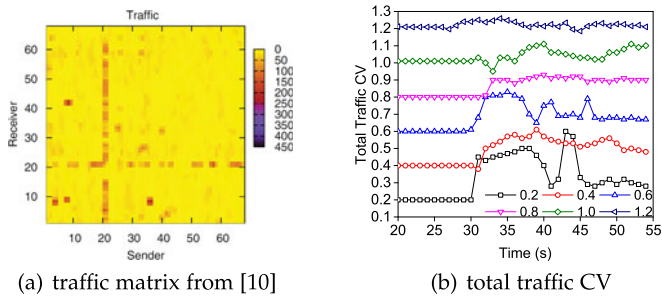 Traffic
60
50
40
30
20
10
Receiver
10 20 30 40 50 60
Sender
0
50
100
150
200
250
300
350
400
450
(a) traffic matrix from [10]
1.3
1.2
1.1
1.0
0.9
0.8
0.7
0.6
0.5
0.4
0.3
0.2
0.1
Total Traffic CV
0.2 0.4 0.6
0.8 1.0 1.2
20 25 30 35 40 45 50 55
Time (s)
(b) total traffic CV